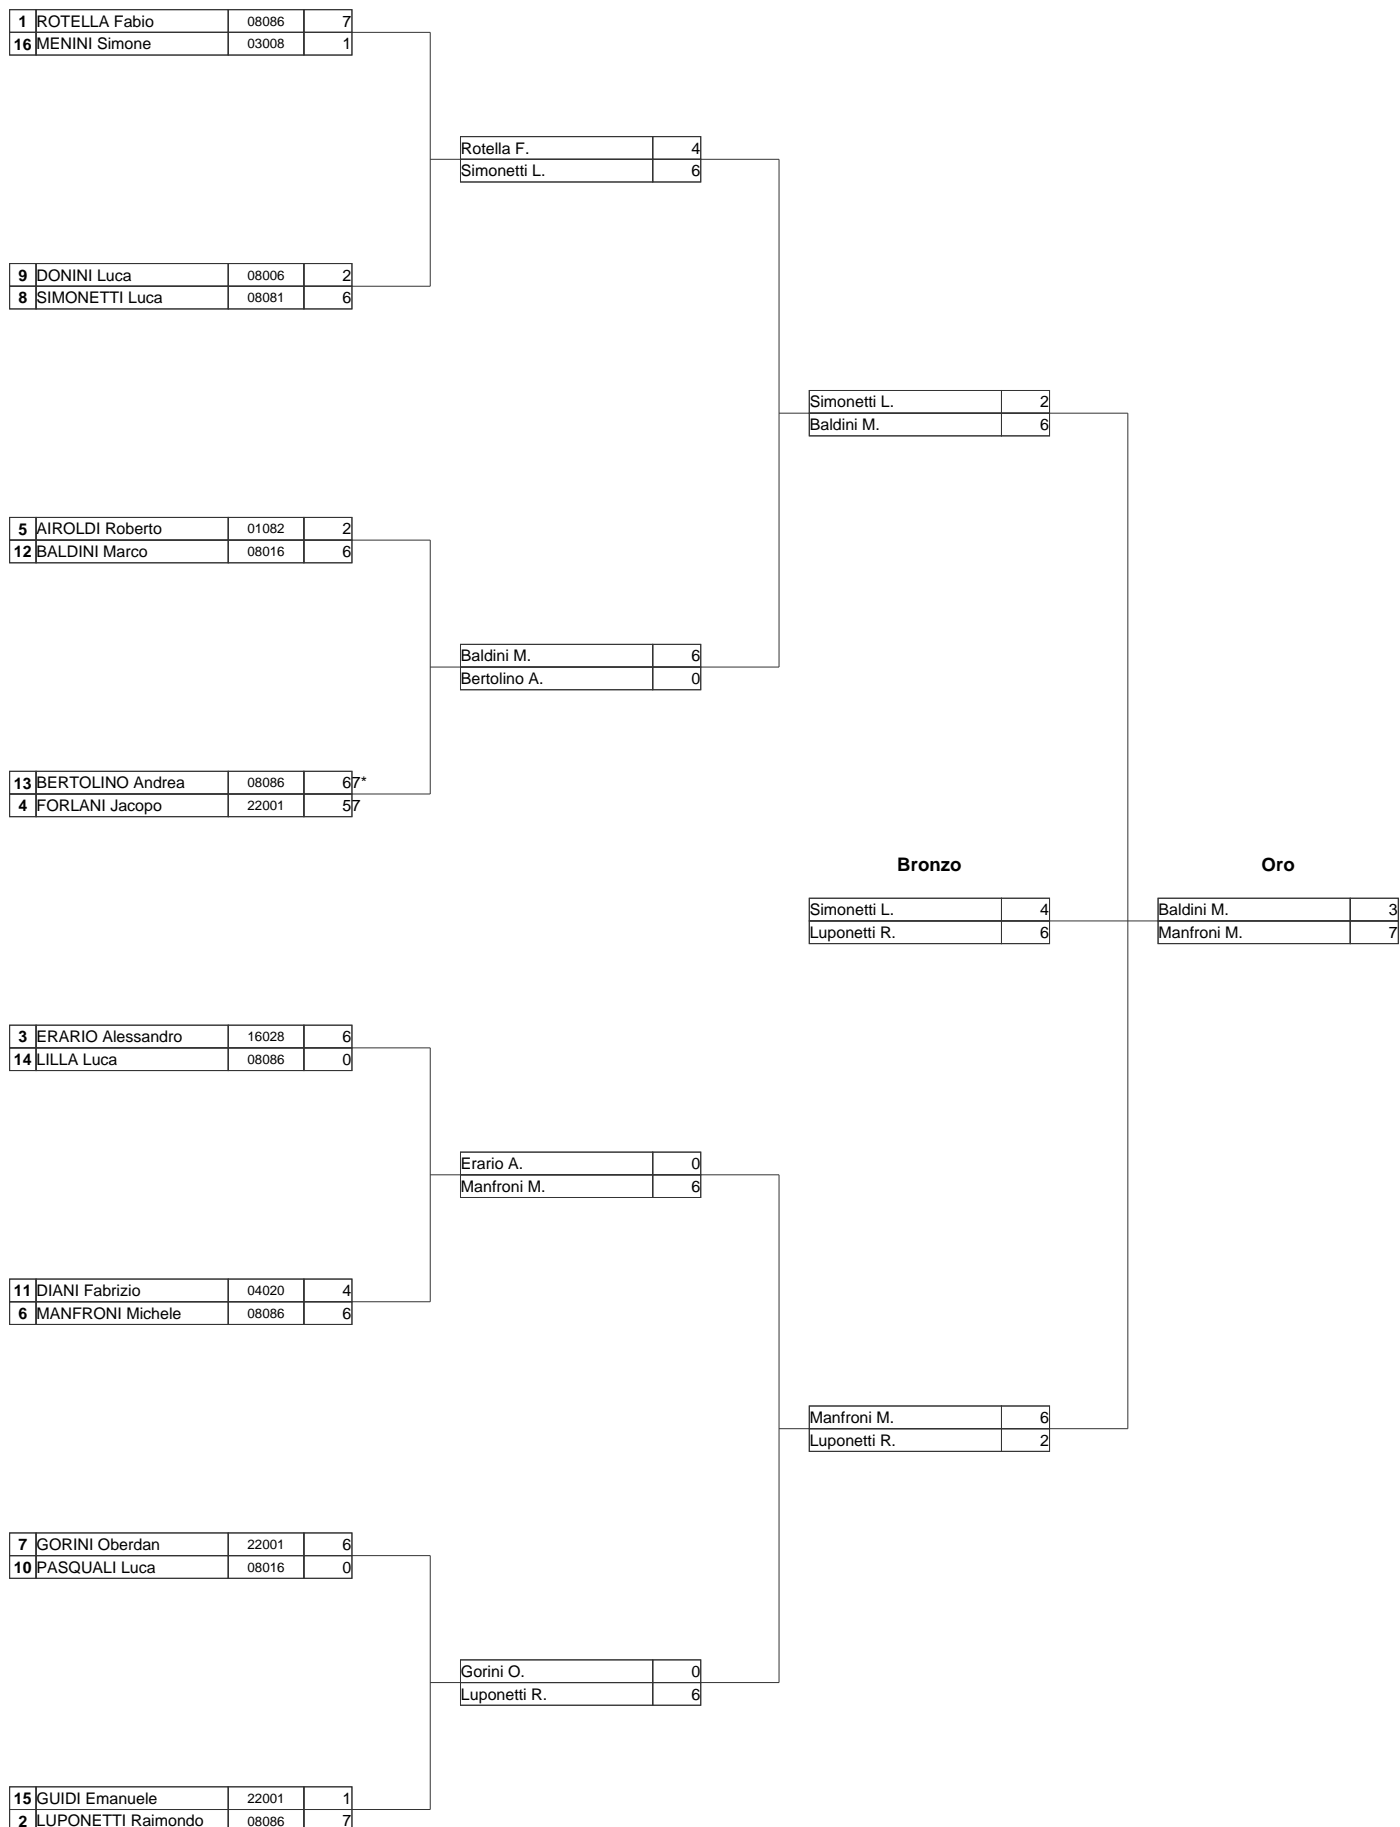 1 ROTELLA Fabio 08086 7
16 MENINI Simone 03008 1
Rotella F. 4
Simonetti L. 6
9 DONINI Luca 08006 2
8 SIMONETTI Luca 08081 6
Simonetti L. 2
Baldini M. 6
5 AIROLDI Roberto 01082 2
12 BALDINI Marco 08016 6
Baldini M. 6
Bertolino A. 0
13 BERTOLINO Andrea 08086 6 7*
4 FORLANI Jacopo 22001 5 7
Bronzo Oro
Simonetti L. 4 Baldini M. 3
Luponetti R. 6 Manfroni M. 7
3 ERARIO Alessandro 16028 6
14 LILLA Luca 08086 0
Erario A. 0
Manfroni M. 6
11 DIANI Fabrizio 04020 4
6 MANFRONI Michele 08086 6
Manfroni M. 6
Luponetti R. 2
7 GORINI Oberdan 22001 6
10 PASQUALI Luca 08016 0
Gorini O. 0
Luponetti R. 6
15 GUIDI Emanuele 22001 1
2 LUPONETTI Raimondo 08086 7